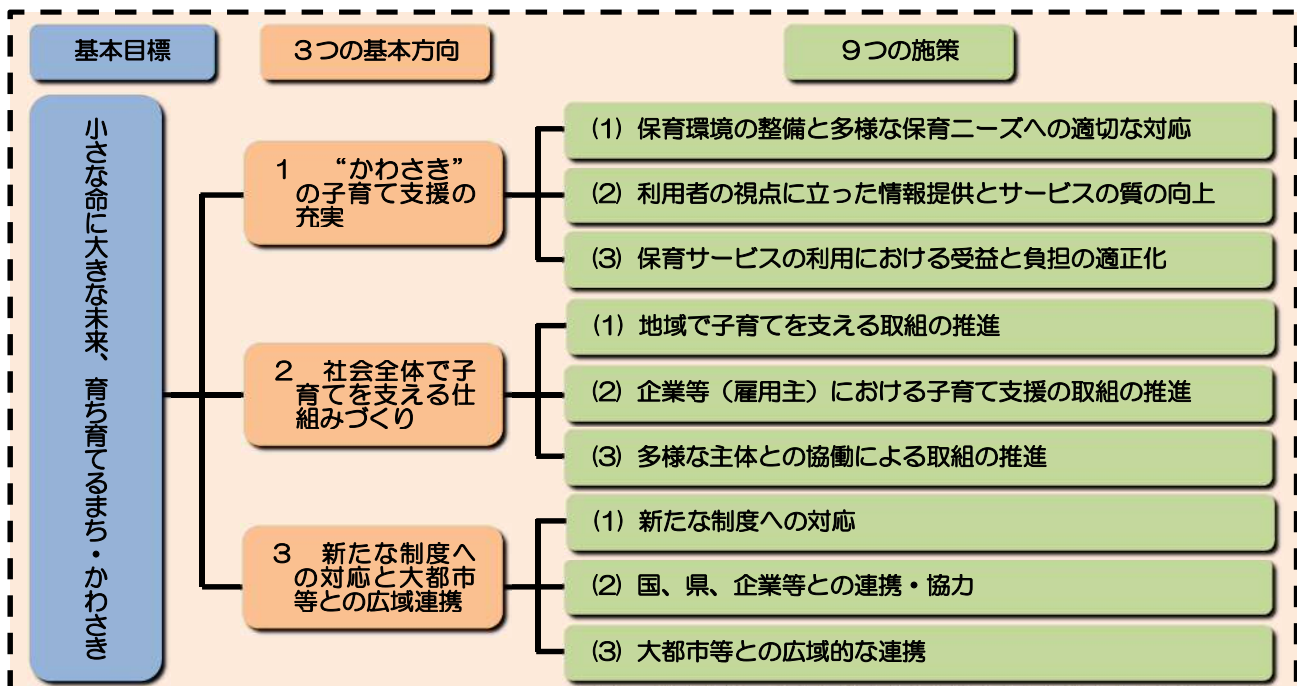 基本目標
3つの基本方向
9つの施策
小さな命に大きな未来、育ち育てるまち・かわさき
1 “かわさき”
の子育て支援の
充実
(1) 保育環境の整備と多様な保育ニーズへの適切な対応
(2) 利用者の視点に立った情報提供とサービスの質の向上
(3) 保育サービスの利用における受益と負担の適正化
2 社会全体で子
育てを支える仕
組みづくり
(1) 地域で子育てを支える取組の推進
(2) 企業等（雇用主）における子育て支援の取組の推進
(3) 多様な主体との協働による取組の推進
3 新たな制度へ
の対応と大都市
等との広域連携
(1) 新たな制度への対応
(2) 国、県、企業等との連携・協力
(3) 大都市等との広域的な連携